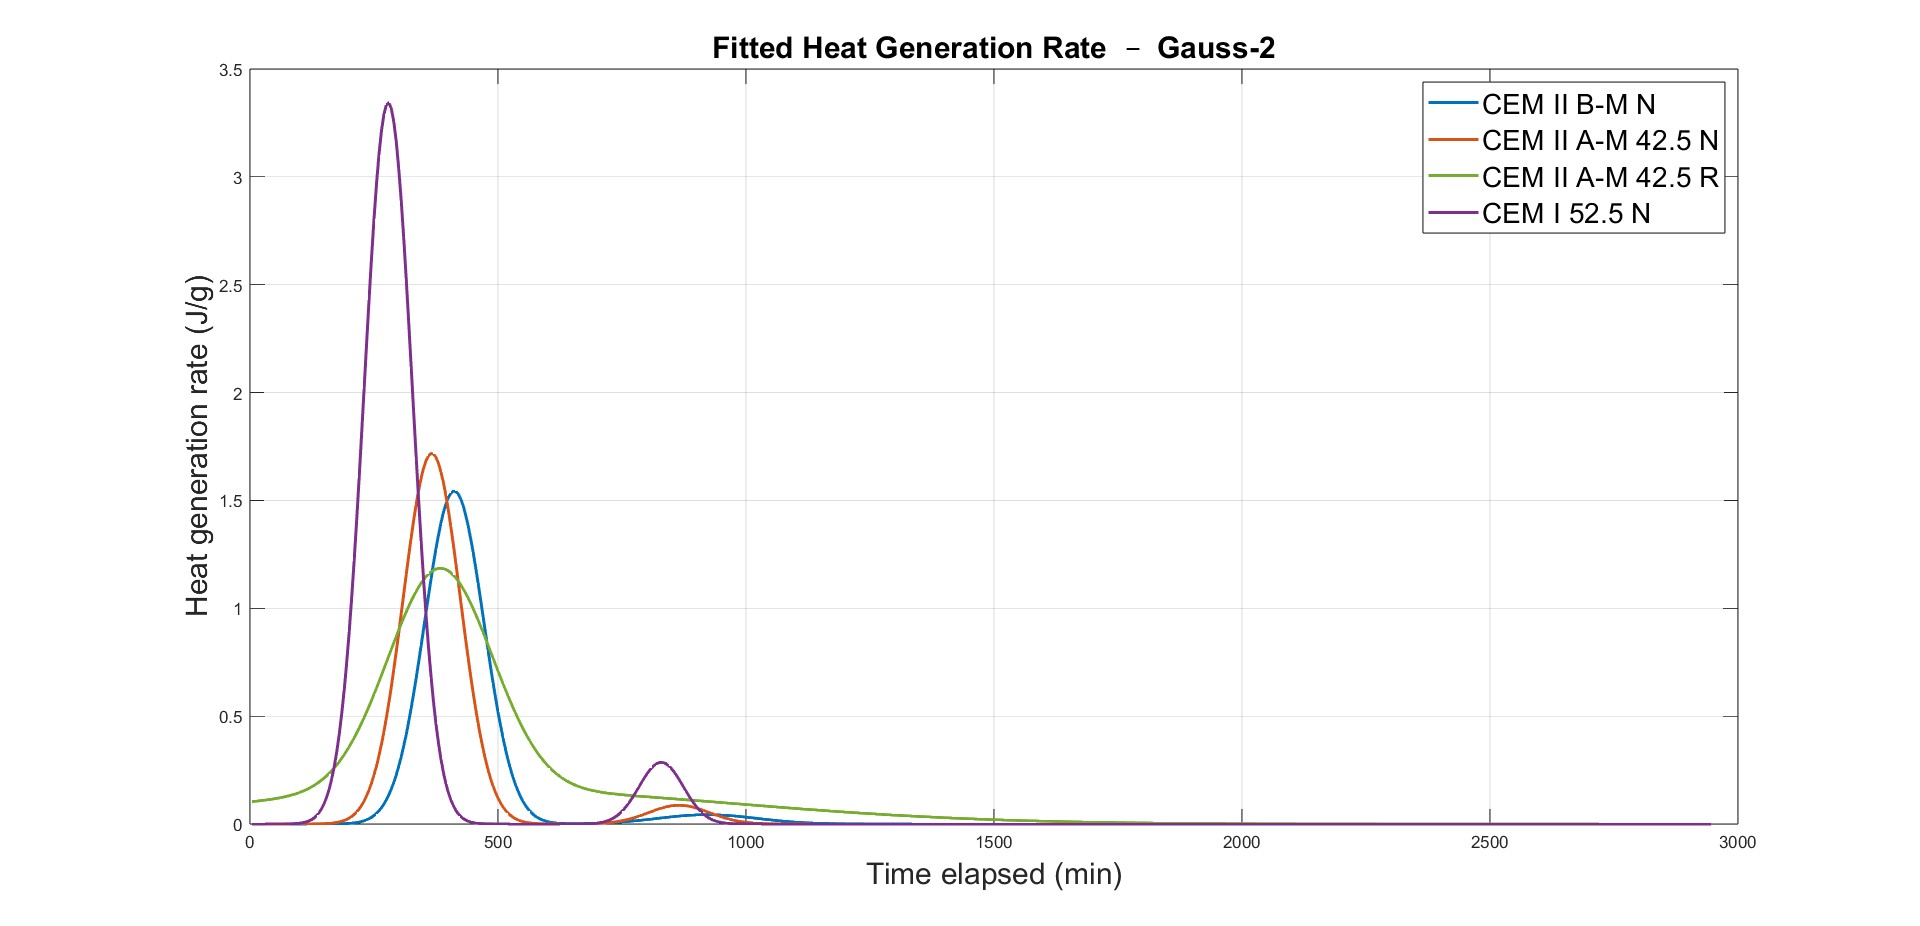 Fitted Heat Generation Rate – Gauss-2
3.5
3
2.5
2
1.5
1
0.5
0
Heat generation rate (J/g)
CEM II B-M N
CEM II A-M 42.5 N
CEM II A-M 42.5 R
CEM I 52.5 N
0 500 1000 1500 2000 2500 3000
Time elapsed (min)